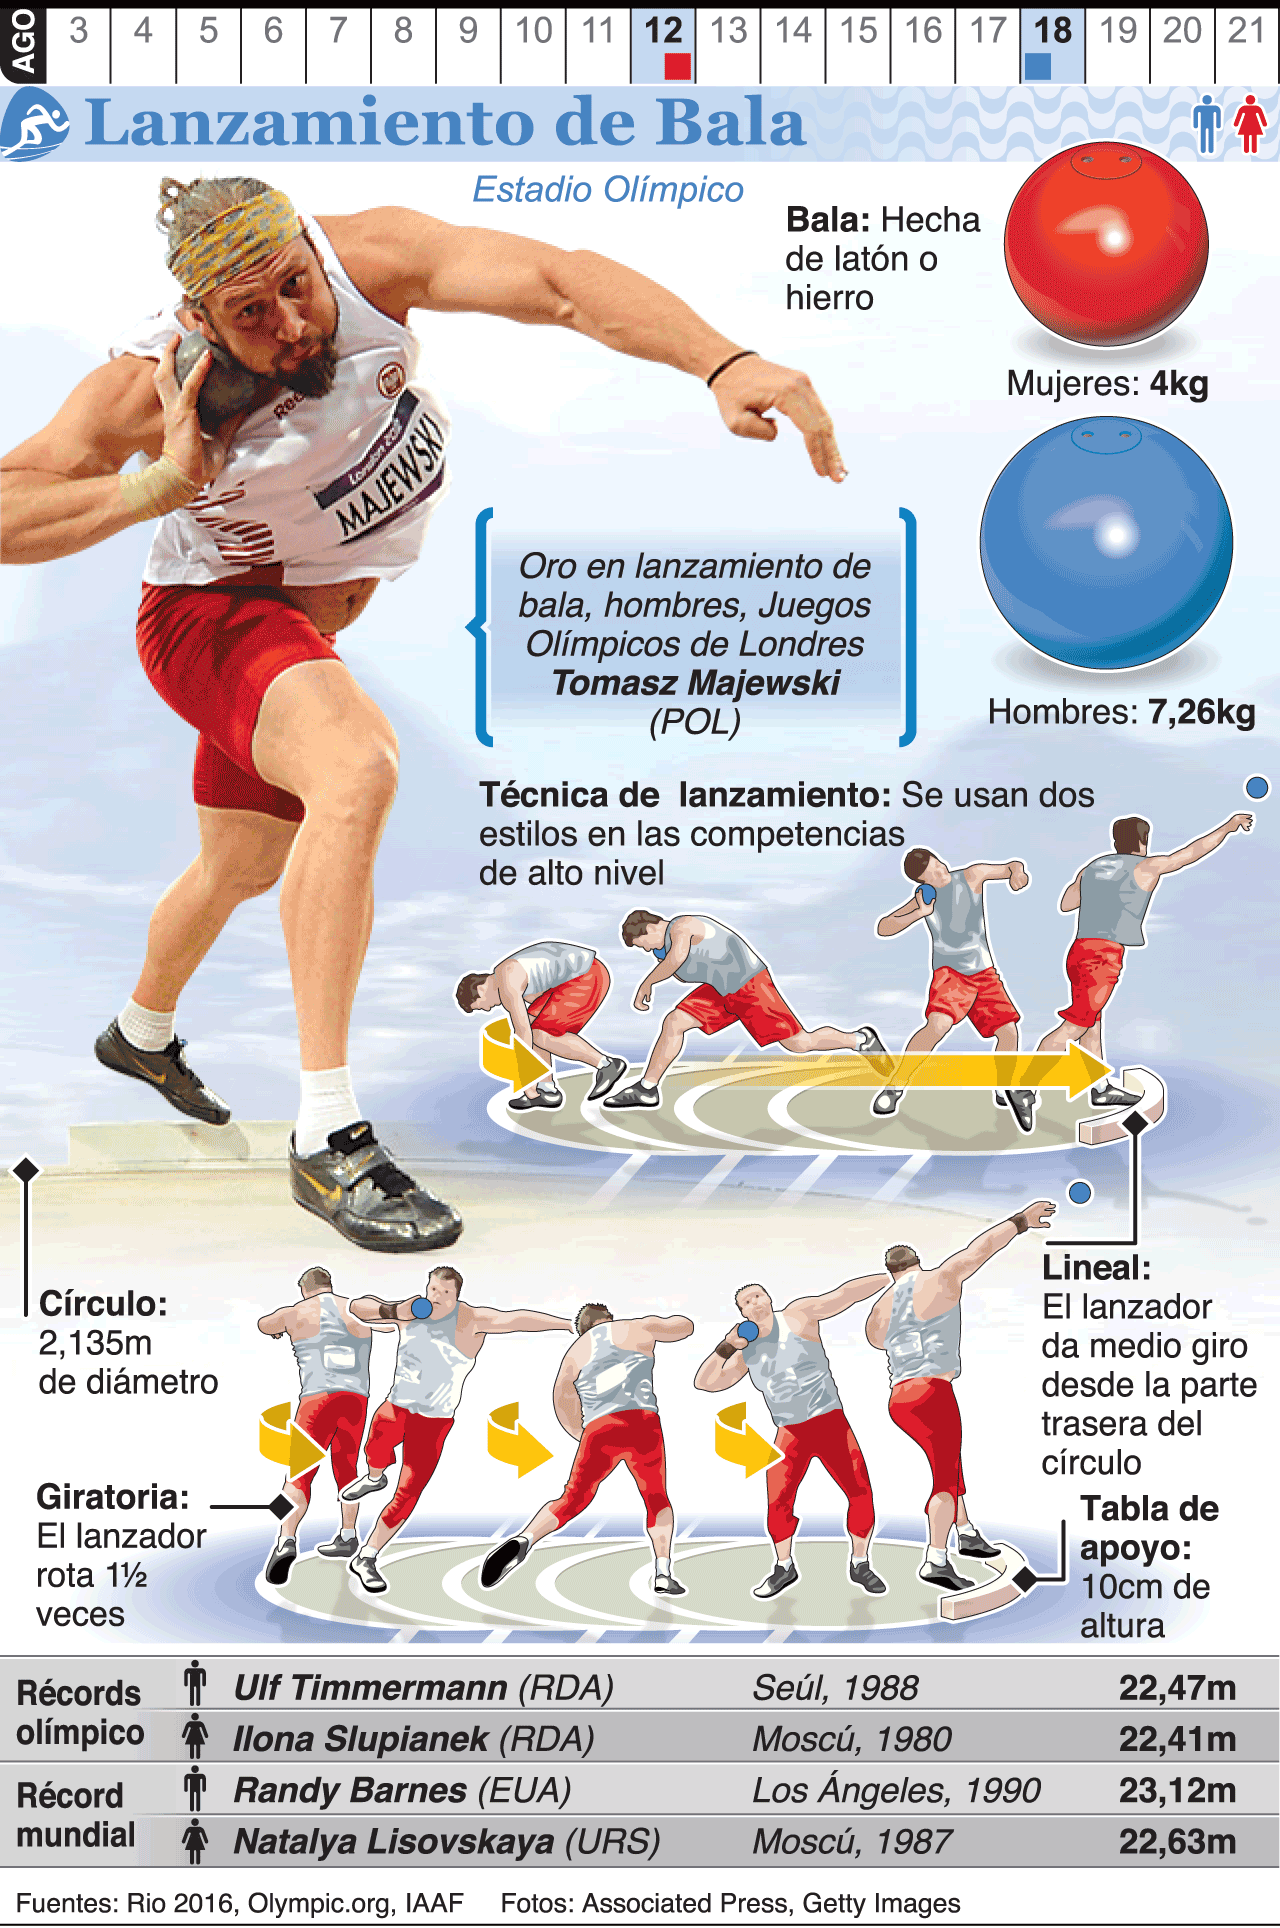 AGO 3 4 5 6 7 8 9 10 11 12 13 14 15 16 17 18 19 20 21
Lanzamiento de Bala
Estadio Olímpico
Bala: Hecha
de latón o
hierro
Mujeres: 4kg
Hombres: 7,26kg
MAJEWSKI
Oro en lanzamiento de
bala, hombres, Juegos
Olímpicos de Londres
Tomasz Majewski
(POL)
Técnica de lanzamiento: Se usan dos
estilos en las competencias
de alto nivel
Lineal:
El lanzador
da medio giro
desde la parte
trasera del
círculo
Círculo:
2,135m
de diámetro
Giratoria:
El lanzador
rota 1½
veces
Tabla de
apoyo:
10cm de
altura
Récords
olímpico
Ulf Timmermann (RDA) Seúl, 1988 22,47m
Ilona Slupianek (RDA) Moscú, 1980 22,41m
Récord
mundial
Randy Barnes (EUA) Los Ángeles, 1990 23,12m
Natalya Lisovskaya (URS) Moscú, 1987 22,63m
Fuentes: Rio 2016, Olympic.org, IAAF Fotos: Associated Press, Getty Images